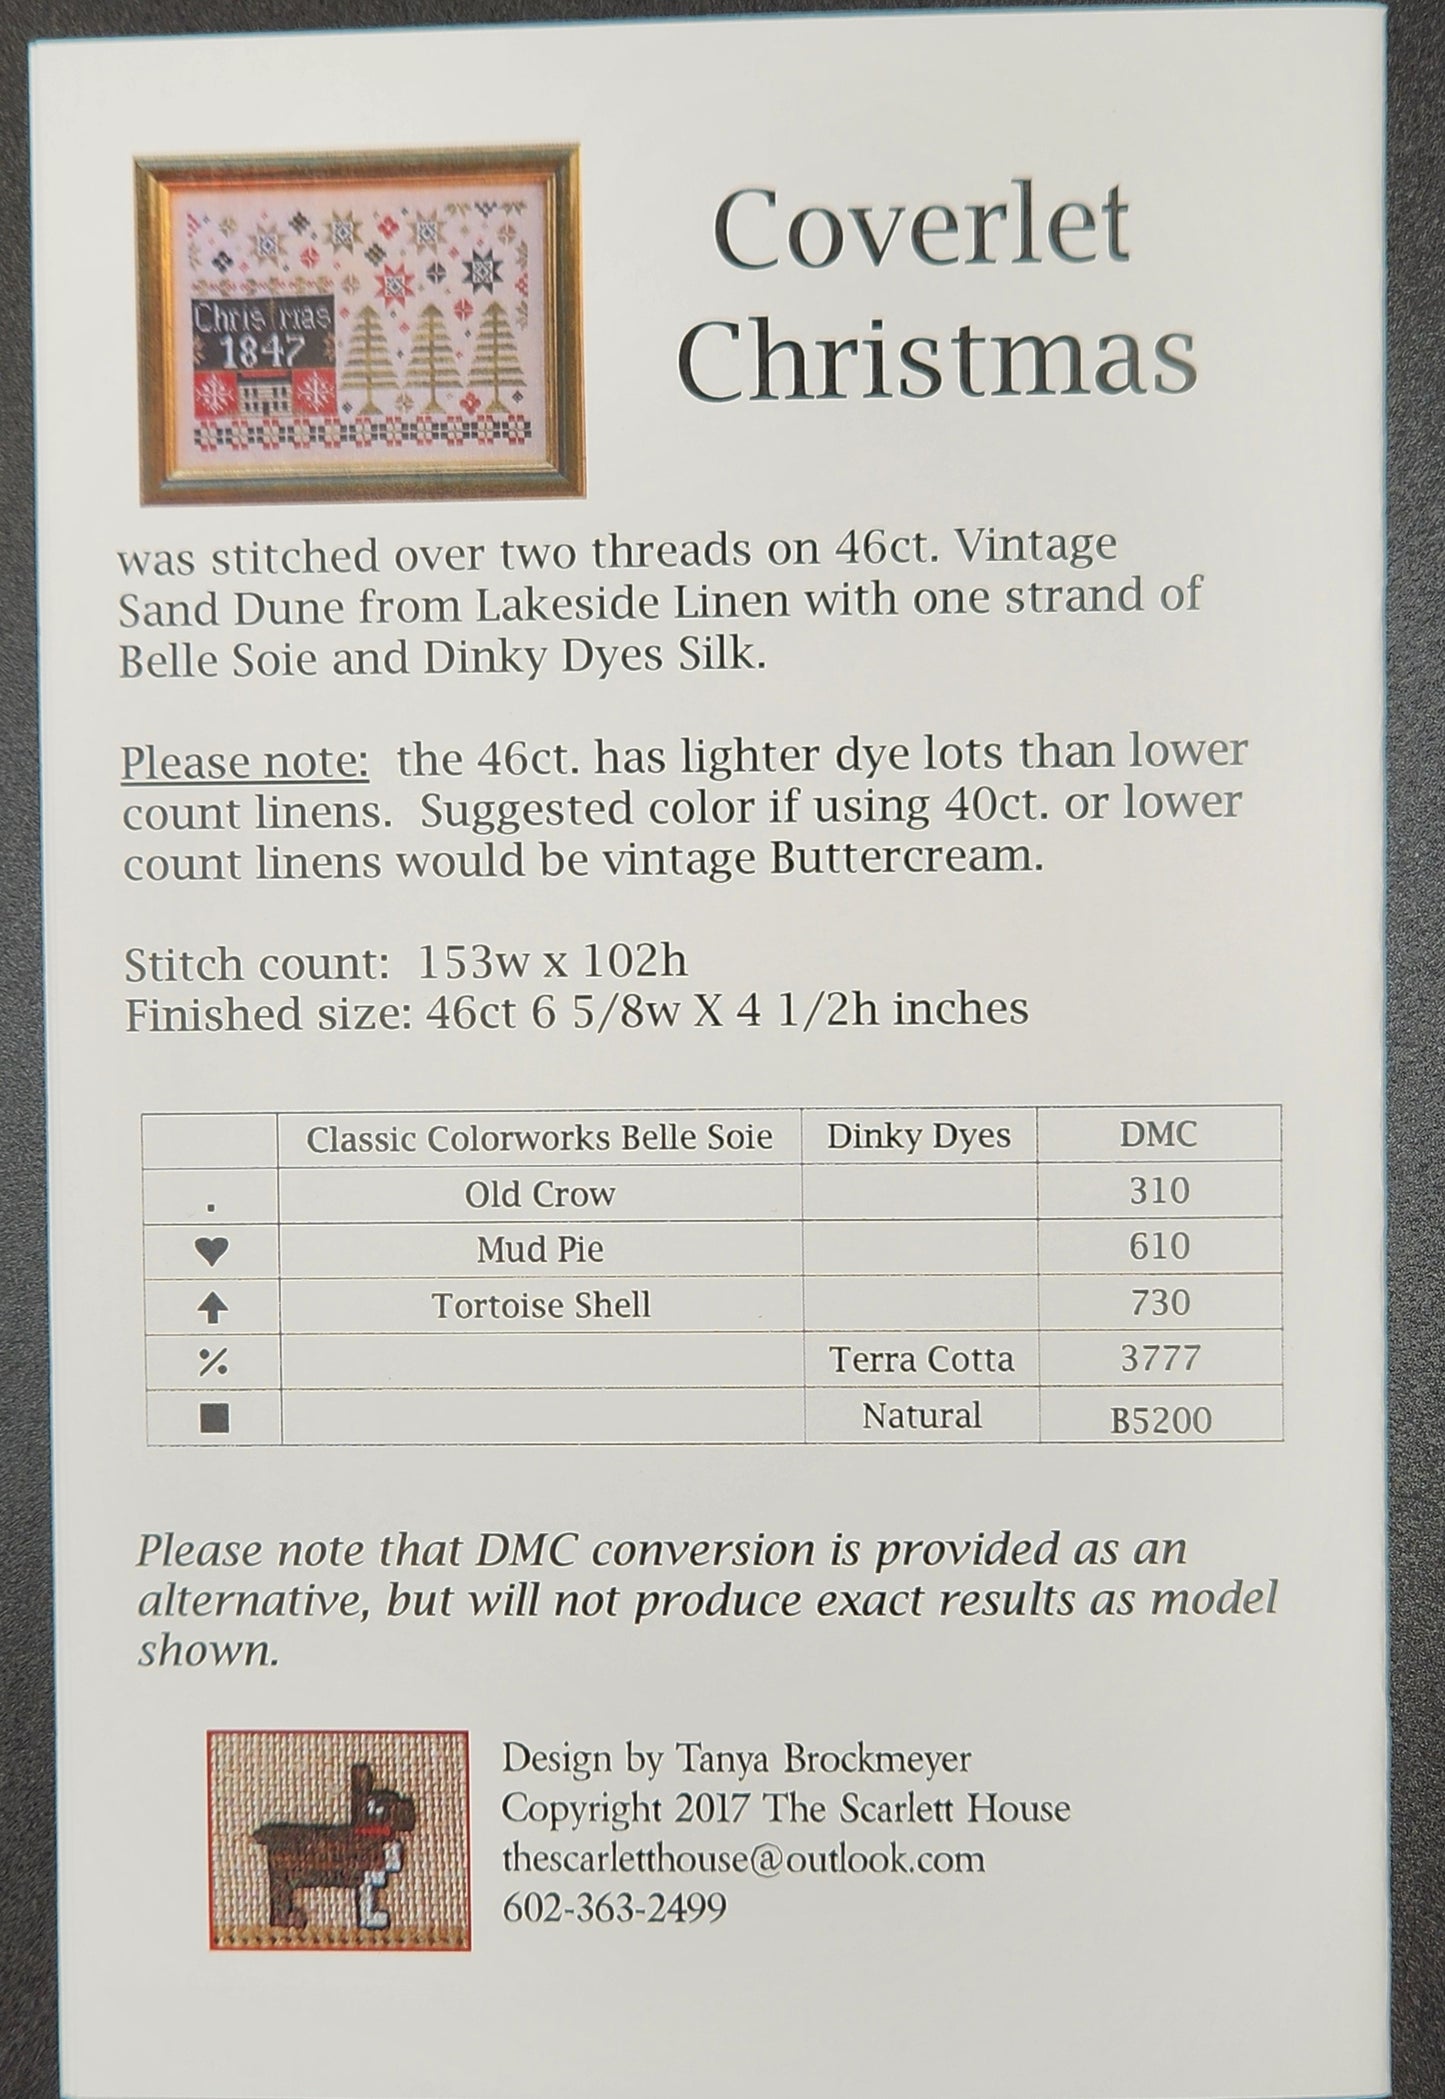 Coverlet
Christmas
Christmas
1847
was stitched over two threads on 46ct. Vintage
Sand Dune from Lakeside Linen with one strand of
Belle Soie and Dinky Dyes Silk.
Please note:  the 46ct. has lighter dye lots than lower
count linens.  Suggested color if using 40ct. or lower
count linens would be vintage Buttercream.
Stitch count:  153w x 102h
Finished size: 46ct 6 5/8w X 4 1/2h inches
Classic Colorworks Belle Soie Dinky Dyes DMC
. Old Crow 310
♥ Mud Pie 610
↑ Tortoise Shell 730
٪ Terra Cotta 3777
■ Natural B5200
Please note that DMC conversion is provided as an
alternative, but will not produce exact results as model
shown.
Design by Tanya Brockmeyer
Copyright 2017 The Scarlett House
thescarletthouse@outlook.com
602-363-2499